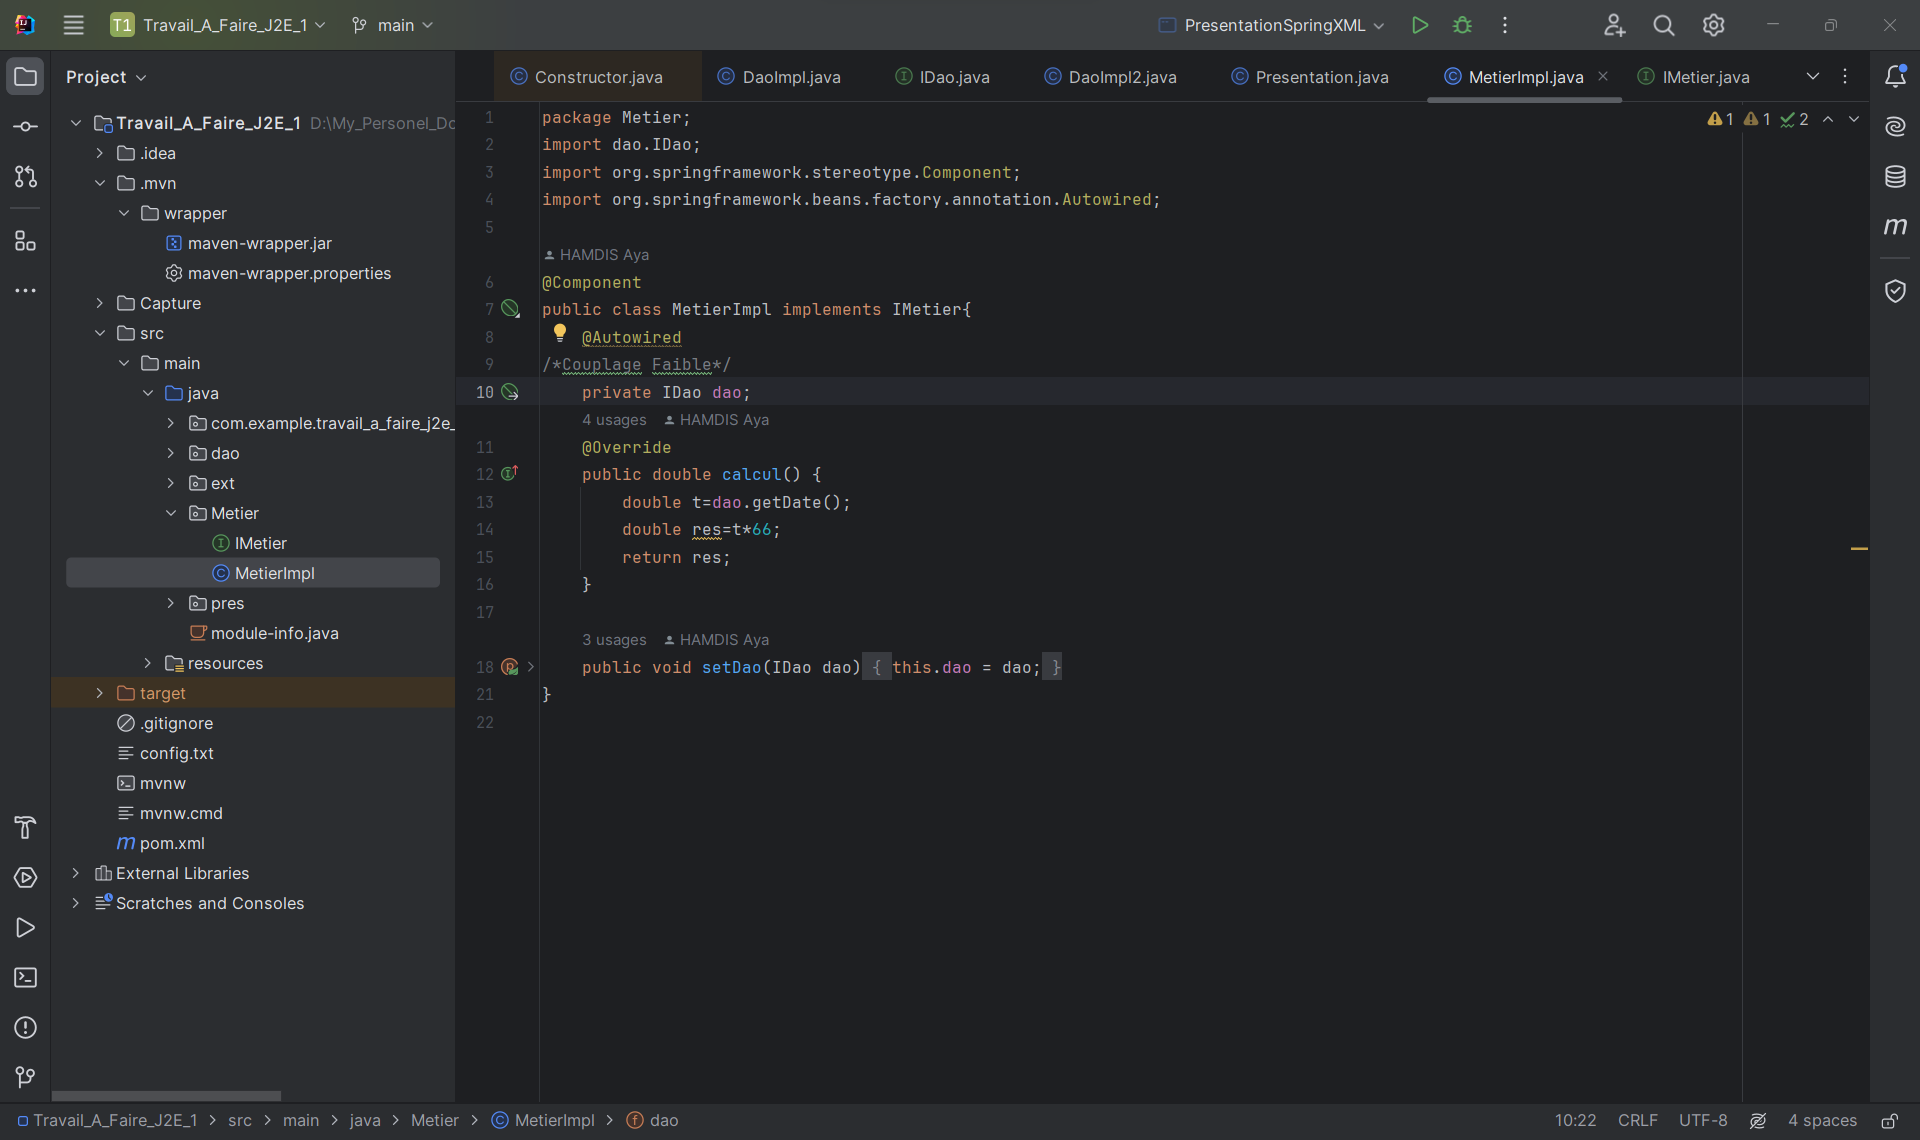 T1 Travail_A_Faire_J2E_1 main PresentationSpringXML
Project
Constructor.java DaoImpl.java IDao.java DaoImpl2.java Presentation.java MetierImpl.java IMetier.java
Travail_A_Faire_J2E_1 D:\My_Personel_Do
.idea
.mvn
wrapper
maven-wrapper.jar
maven-wrapper.properties
Capture
src
main
java
com.example.travail_a_faire_j2e_
dao
ext
Metier
IMetier
MetierImpl
pres
module-info.java
resources
target
.gitignore
config.txt
mvnw
mvnw.cmd
m pom.xml
External Libraries
Scratches and Consoles
1 1 2
1 package Metier;
2 import dao.IDao;
3 import org.springframework.stereotype.Component;
4 import org.springframework.beans.factory.annotation.Autowired;
5
HAMDIS Aya
6 @Component
7 public class MetierImpl implements IMetier{
8 @Autowired
9 /*Couplage Faible*/
10 private IDao dao;
4 usages HAMDIS Aya
11 @Override
12 public double calcul() {
13 double t=dao.getDate();
14 double res=t*66;
15 return res;
16 }
17
3 usages HAMDIS Aya
18 public void setDao(IDao dao) { this.dao = dao; }
21 }
22
m
Travail_A_Faire_J2E_1 src main java Metier MetierImpl dao
10:22 CRLF UTF-8 4 spaces